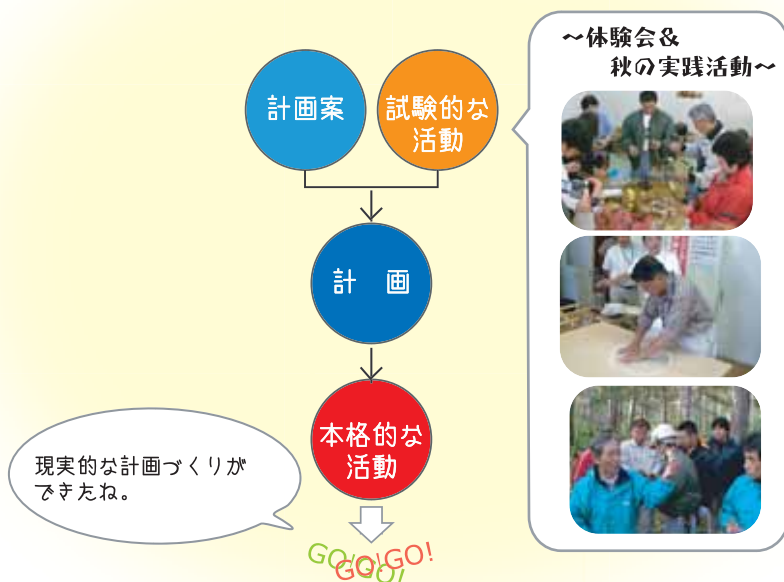 ～体験会＆
秋の実践活動～
計画案
試験的な
活動
計　画
本格的な
活動
現実的な計画づくりが
できたね。
GO!GO!
GO!GO!